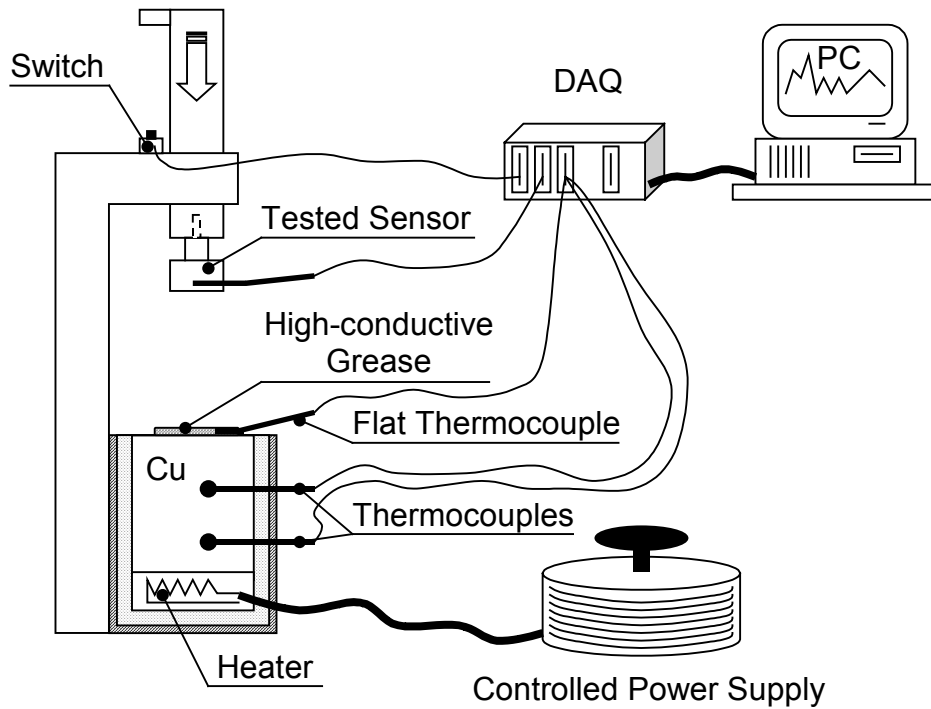 Switch
DAQ
PC
Tested Sensor
High-conductive
Grease
Flat Thermocouple
Cu
Thermocouples
Heater
Controlled Power Supply